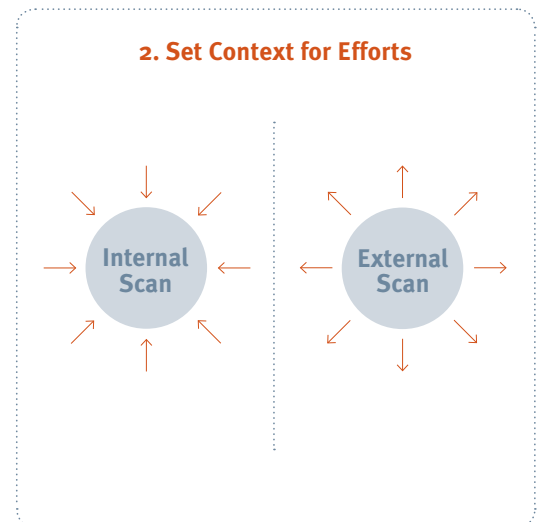 2. Set Context for Efforts
Internal
Scan
External
Scan